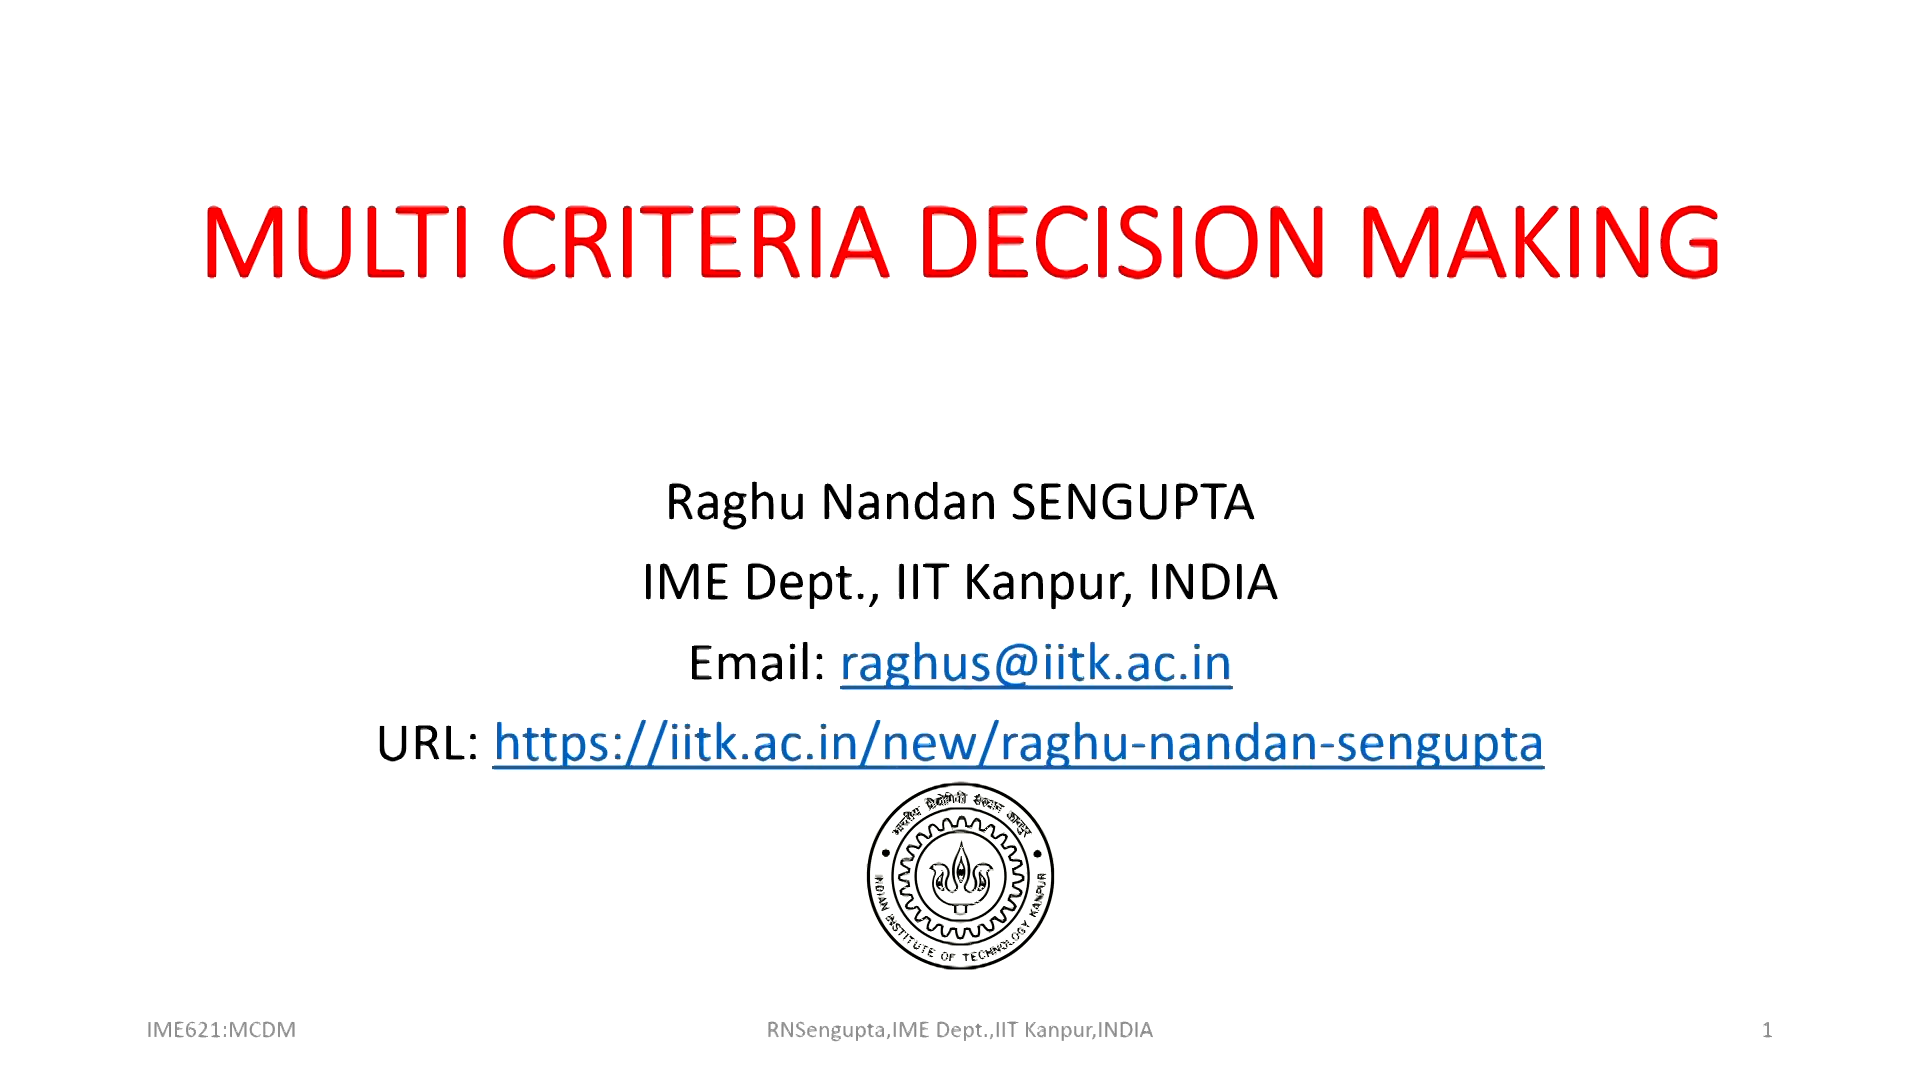 MULTI CRITERIA DECISION MAKING
Raghu Nandan SENGUPTA
IME Dept., IIT Kanpur, INDIA
Email: raghus@iitk.ac.in
URL: https://iitk.ac.in/new/raghu-nandan-sengupta
भारतीय प्रौद्योगिकी संस्थान कानपुर
INDIAN INSTITUTE OF TECHNOLOGY KANPUR
IME621:MCDM
RNSengupta,IME Dept.,IIT Kanpur,INDIA
1